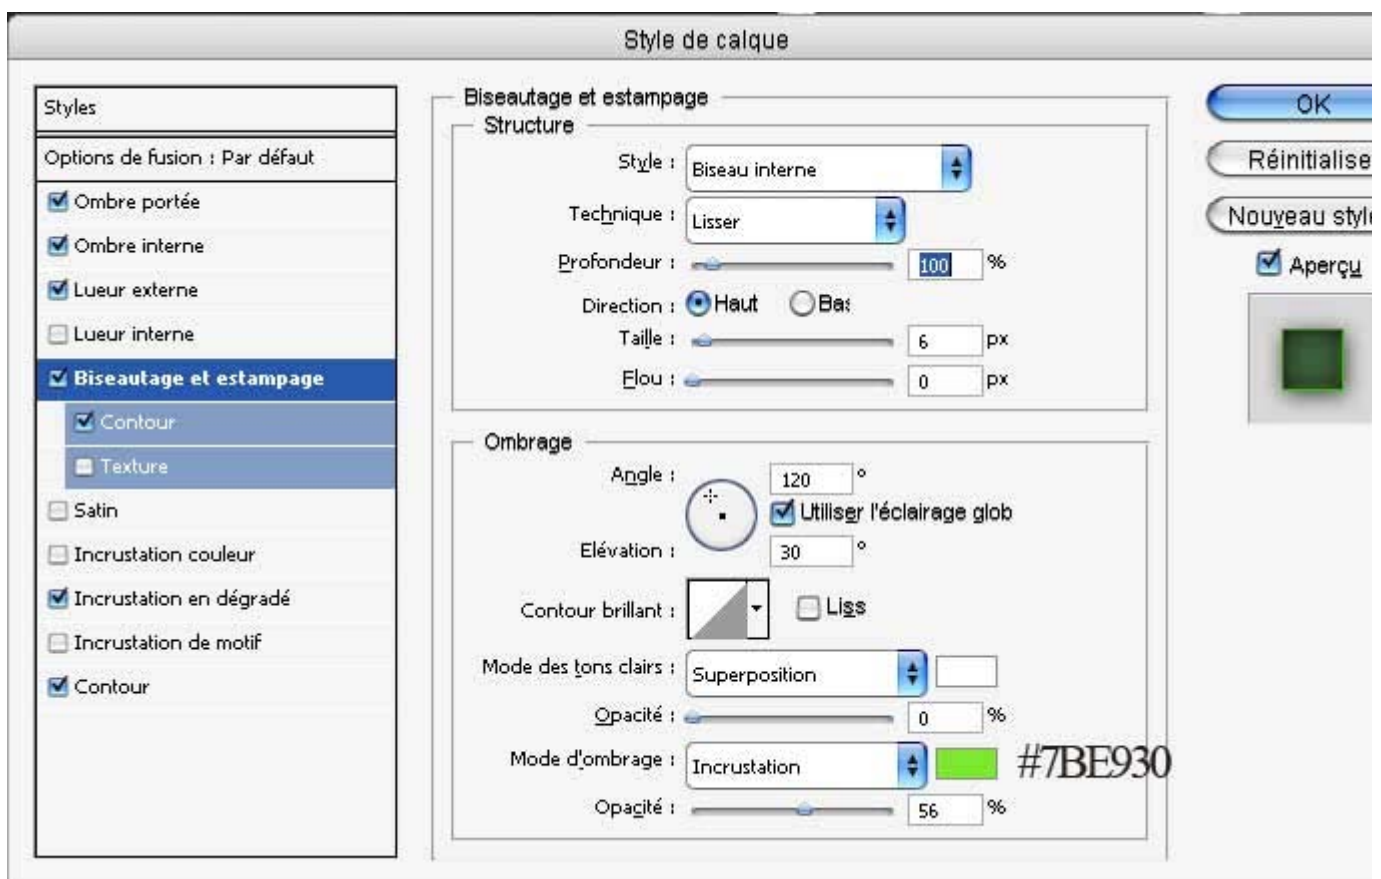 Style de calque
Styles
Options de fusion : Par défaut
Ombre portée
Ombre interne
Lueur externe
Lueur interne
Biseautage et estampage
Contour
Texture
Satin
Incrustation couleur
Incrustation en dégradé
Incrustation de motif
Contour
Biseautage et estampage
Structure
Style : Biseau interne
Technique : Lisser
Profondeur : 100 %
Direction : Haut Bas
Taille : 6 px
Flou : 0 px
Ombrage
Angle : 120 °
Utiliser l'éclairage glob
Elévation : 30 °
Contour brillant : Liss
Mode des tons clairs : Superposition
Opacité : 0 %
Mode d'ombrage : Incrustation #7BE930
Opacité : 56 %
OK
Réinitialise
Nouveau style
Aperçu